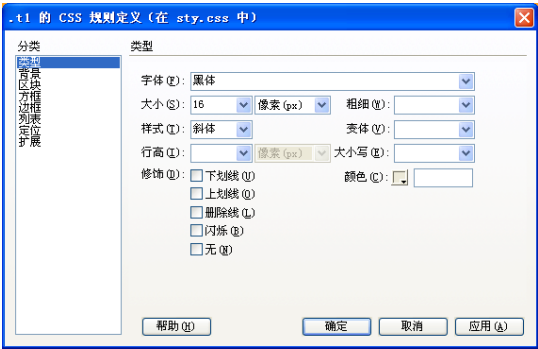 .t1 的 CSS 规则定义（在 sty.css 中）
分类
类型
背景
区块
方框
边框
列表
定位
扩展
类型
字体(F): 黑体
大小(S): 16 像素(px) 粗细(W):
样式(T): 斜体 变体(V):
行高(I): 像素(px) 大小写(E):
修饰(D): 下划线(U) 颜色(C):
上划线(O)
删除线(L)
闪烁(B)
无(N)
帮助(H) 确定 取消 应用(A)